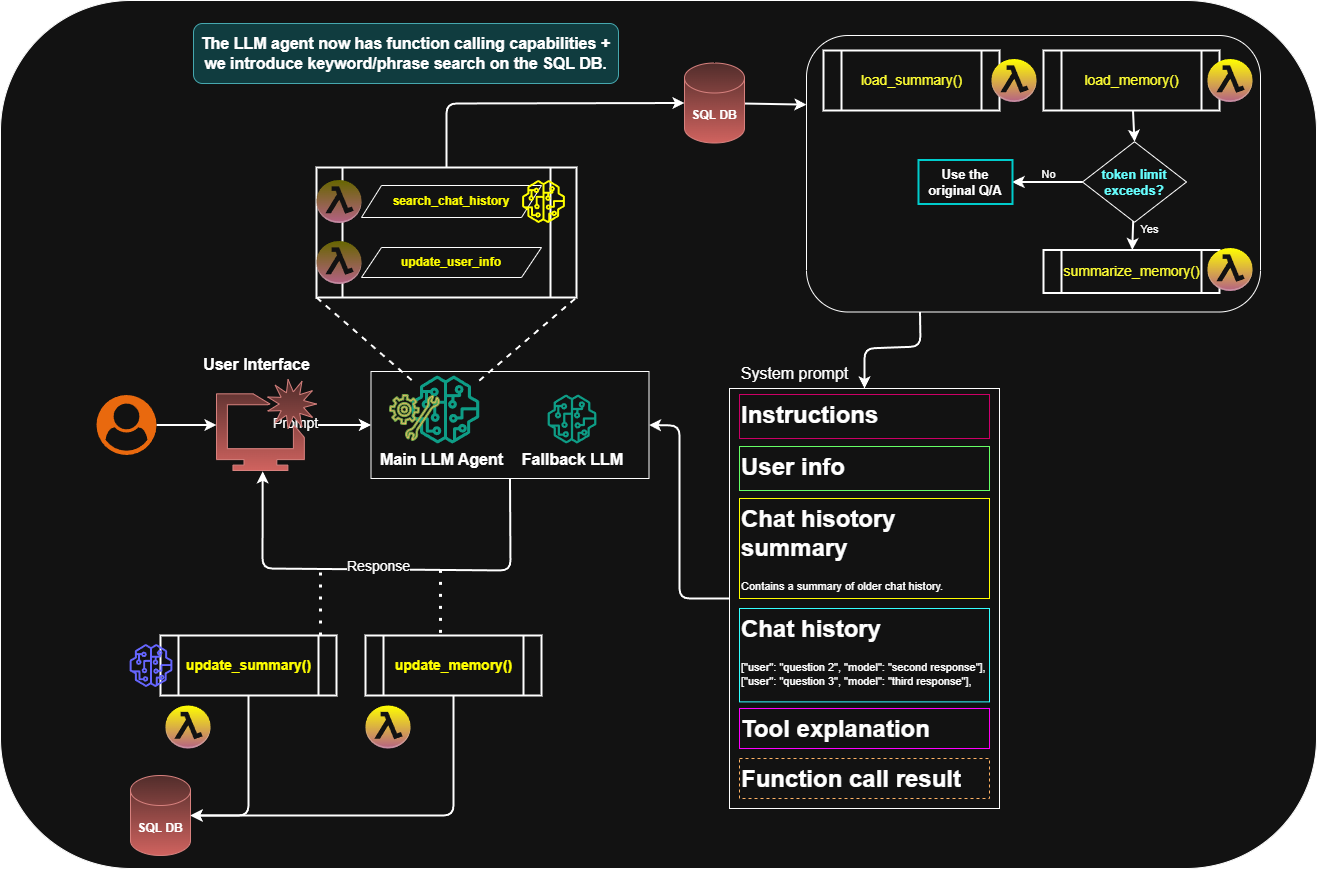 The LLM agent now has function calling capabilities +
we introduce keyword/phrase search on the SQL DB.
SQL DB
load_summary()
load_memory()
token limit
exceeds?
No
Use the
original Q/A
Yes
summarize_memory()
search_chat_history
update_user_info
User Interface
Prompt
Main LLM Agent
Fallback LLM
Response
update_summary()
update_memory()
SQL DB
System prompt
Instructions
User info
Chat hisotory
summary
Contains a summary of older chat history.
Chat history
["user": "question 2", "model": "second response"],
["user": "question 3", "model": "third response"],
Tool explanation
Function call result